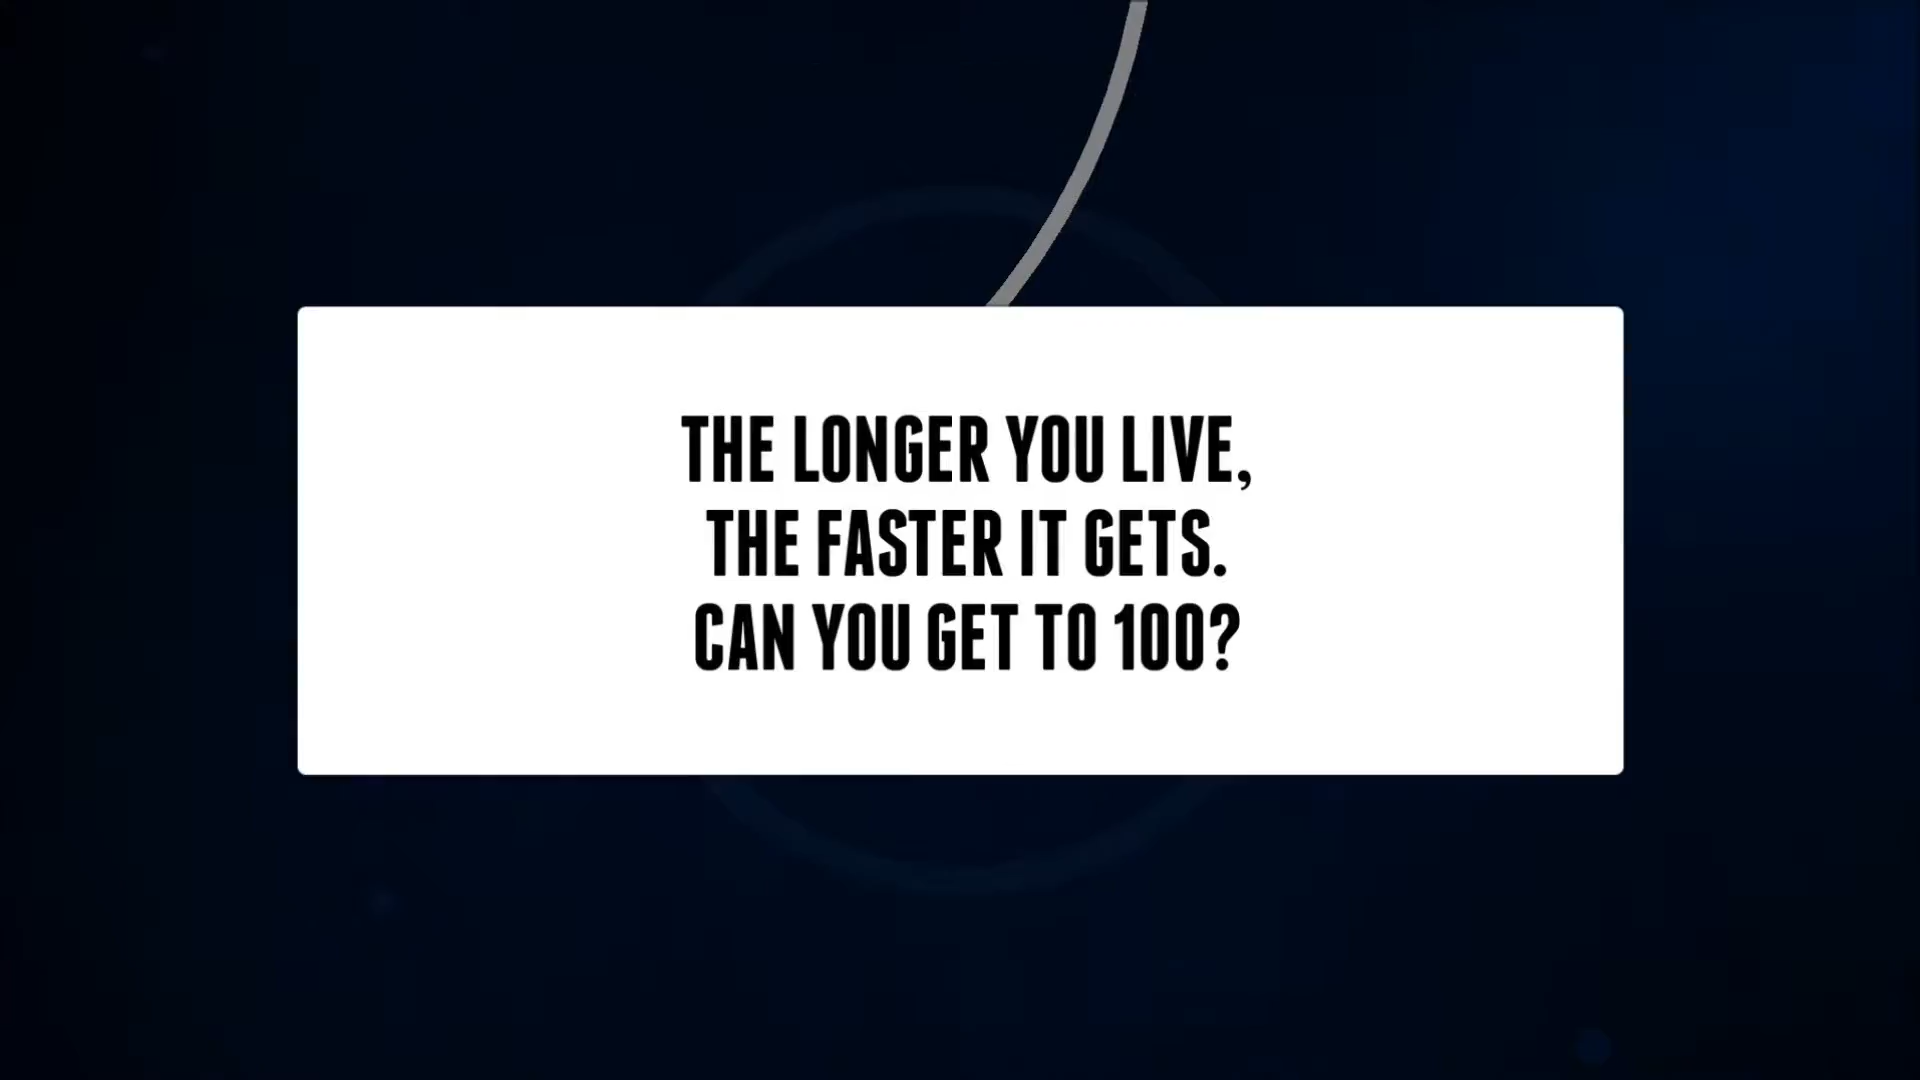 THE LONGER YOU LIVE,
THE FASTER IT GETS.
CAN YOU GET TO 100?